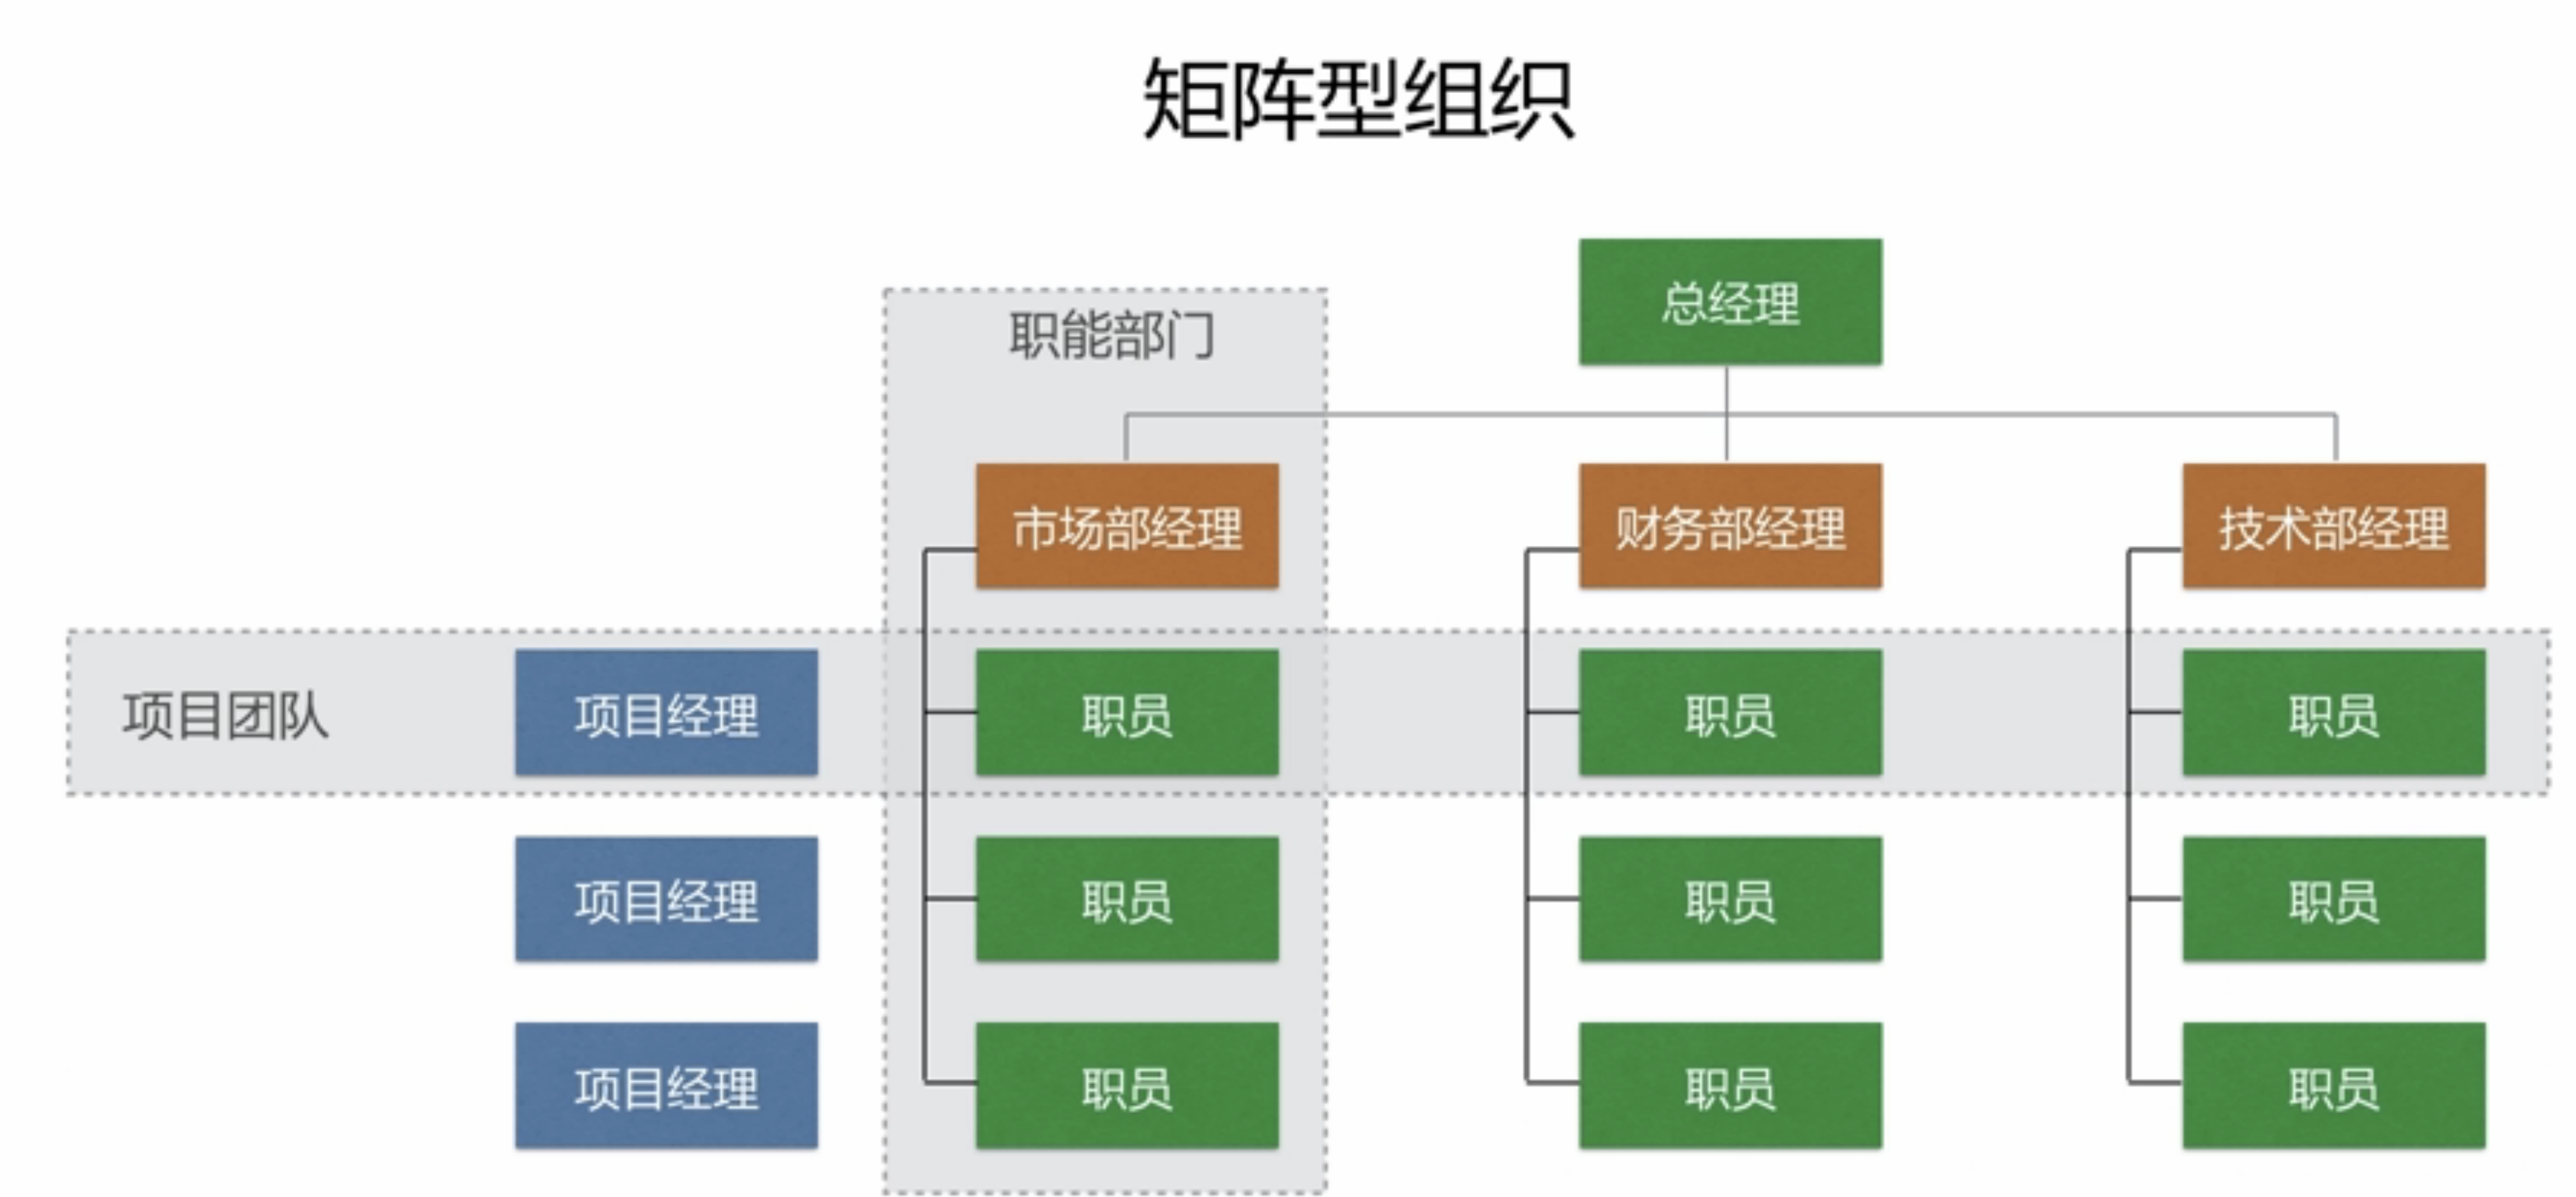 矩阵型组织
总经理
职能部门
市场部经理
财务部经理
技术部经理
项目团队
项目经理
职员
职员
职员
项目经理
职员
职员
职员
项目经理
职员
职员
职员